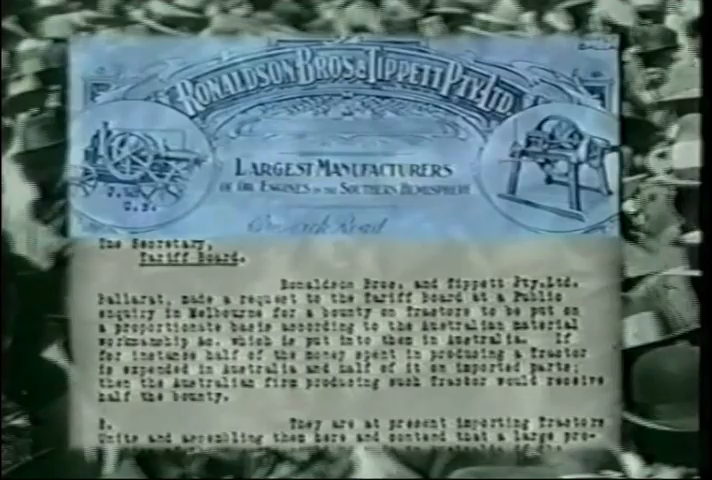 RONALDSON BROS & TIPPETT PTY. LTD.
LARGEST MANUFACTURERS
OF OIL ENGINES IN THE SOUTHERN HEMISPHERE
Road
The Secretary,
Tariff Board.
Ronaldson Bros. and Tippett Pty.Ltd.
Ballarat, made a request to the Tariff Board at a Public
enquiry in Melbourne for a bounty on Tractors to be put on
a proportionate basis according to the Australian material
workmanship &c. which is put into them in Australia. If
for instance half of the money spent in producing a Tractor
is expended in Australia and half of it on imported parts;
then the Australian firm producing such Tractor would receive
half the bounty.
2. They are at present importing Tractors
Units and assembling them here and contend that a large pro-